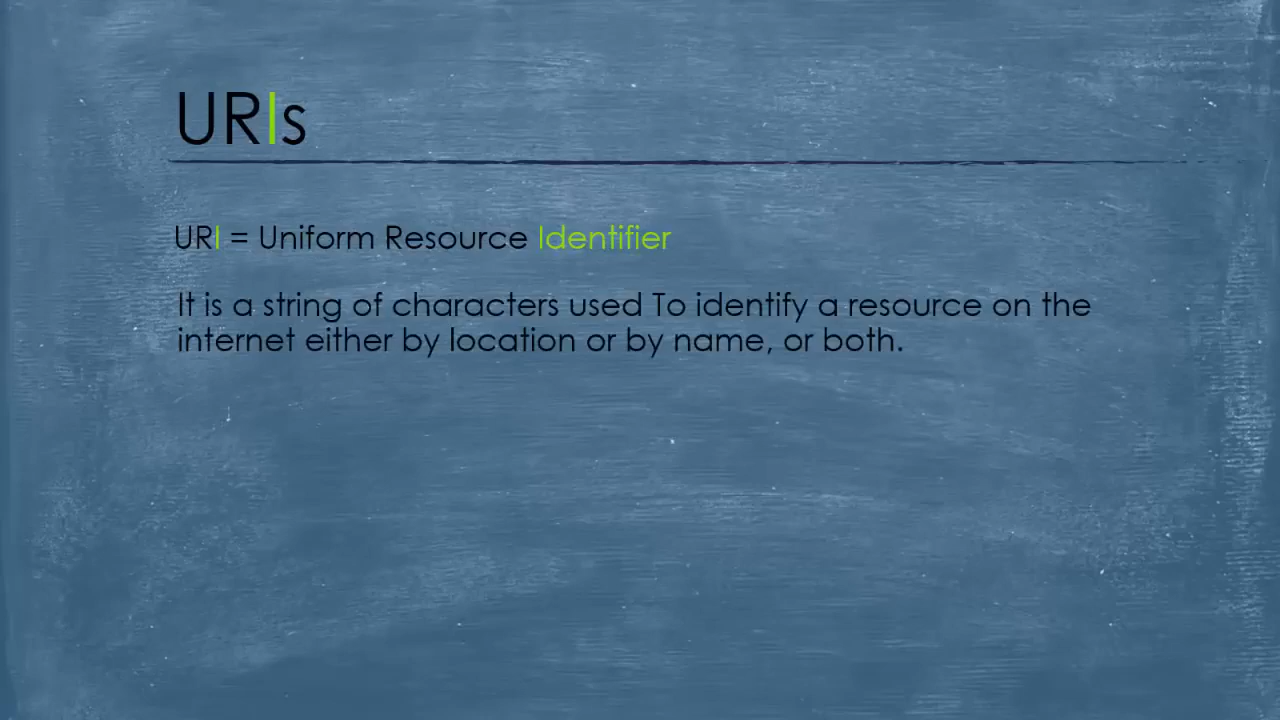 URIs
URI = Uniform Resource Identifier
It is a string of characters used To identify a resource on the
internet either by location or by name, or both.